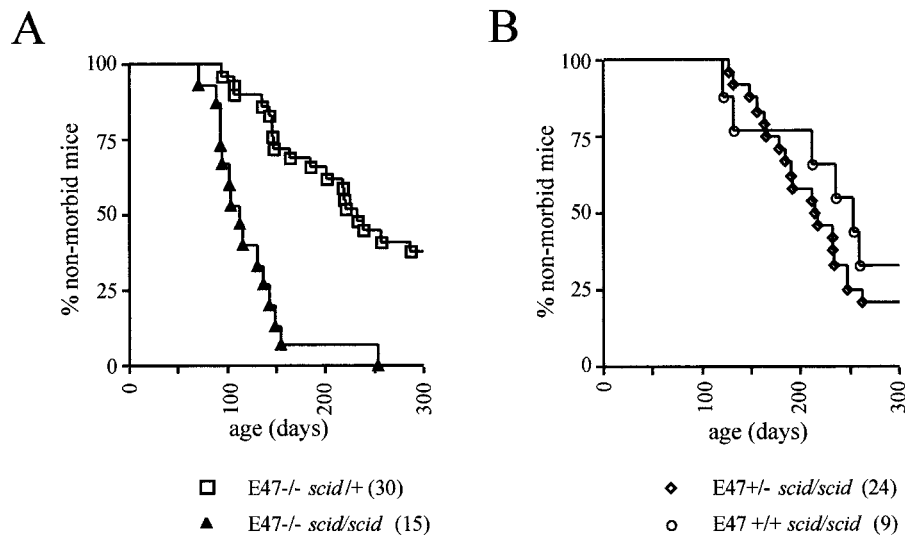 A
B
% non-morbid mice
100
75
50
25
0
0
100
200
300
age (days)
E47-/- scid/+ (30)
E47-/- scid/scid (15)
% non-morbid mice
100
75
50
25
0
0
100
200
300
age (days)
E47+/- scid/scid (24)
E47 +/+ scid/scid (9)